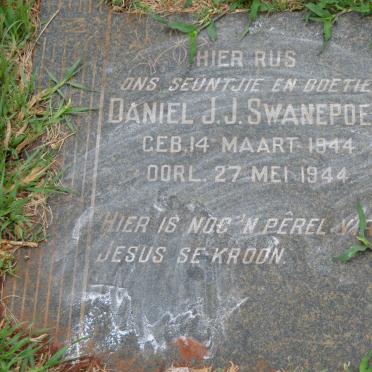 HIER RUS
ONS SEUNTJIE EN BOETIE
DANIEL J.J. SWANEPOE
GEB. 14 MAART 1944
OORL. 27 MEI 1944.
HIER IS NOG 'N PÊREL VA
JESUS SE KROON.